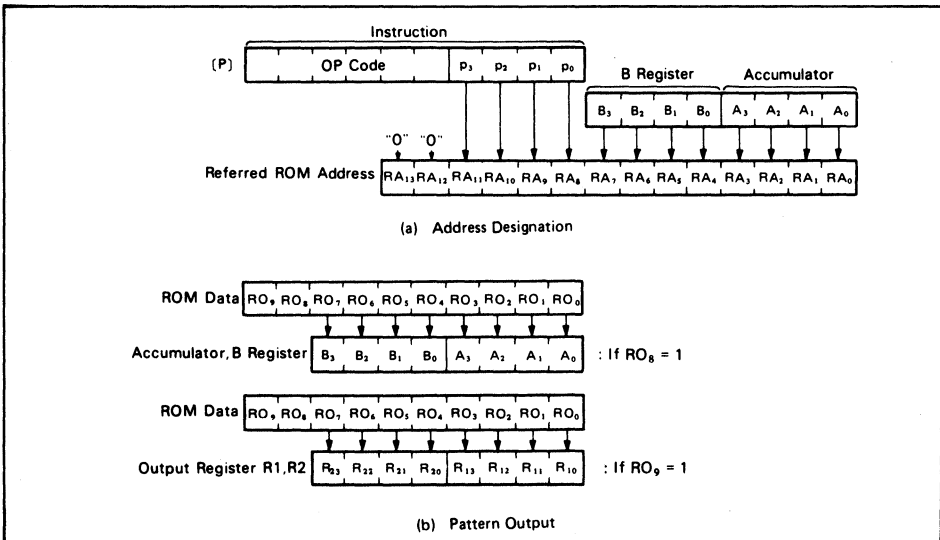 Instruction
(P) OP Code p₃ p₂ p₁ p₀
B Register Accumulator
B₃ B₂ B₁ B₀ A₃ A₂ A₁ A₀
"O" "O"
Referred ROM Address RA₁₃ RA₁₂ RA₁₁ RA₁₀ RA₉ RA₈ RA₇ RA₆ RA₅ RA₄ RA₃ RA₂ RA₁ RA₀
(a) Address Designation
ROM Data RO₉ RO₈ RO₇ RO₆ RO₅ RO₄ RO₃ RO₂ RO₁ RO₀
Accumulator, B Register B₃ B₂ B₁ B₀ A₃ A₂ A₁ A₀ : If RO₈ = 1
ROM Data RO₉ RO₈ RO₇ RO₆ RO₅ RO₄ RO₃ RO₂ RO₁ RO₀
Output Register R1, R2 R₂₃ R₂₂ R₂₁ R₂₀ R₁₃ R₁₂ R₁₁ R₁₀ : If RO₉ = 1
(b) Pattern Output